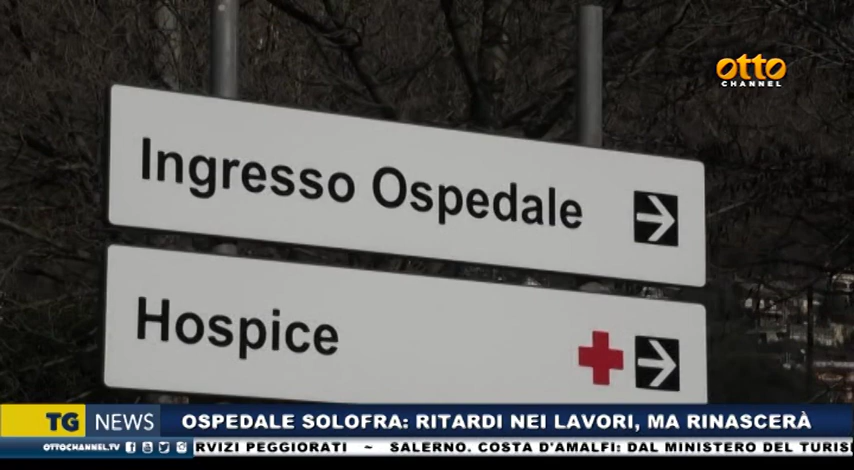 otto
CHANNEL
Ingresso Ospedale
Hospice
TG NEWS
OSPEDALE SOLOFRA: RITARDI NEI LAVORI, MA RINASCERÀ
OTTOCHANNEL.TV
RVIZI PEGGIORATI ~ SALERNO. COSTA D'AMALFI: DAL MINISTERO DEL TURIS